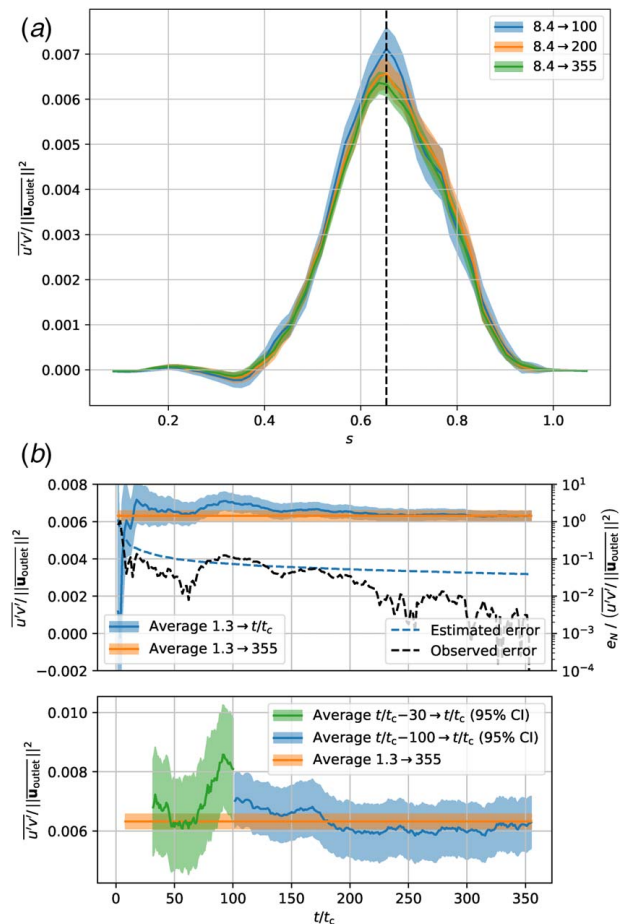 (a)
0.007
0.006
0.005
0.004
0.003
0.002
0.001
0.000
u'v'/||u_outlet||²
8.4→100
8.4→200
8.4→355
0.2 0.4 0.6 0.8 1.0
s
(b)
0.008
0.006
0.004
0.002
0.000
−0.002
u'v'/||u_outlet||²
Average 1.3→t/t_c
Average 1.3→355
Estimated error
Observed error
10¹
10⁰
10⁻¹
10⁻²
10⁻³
10⁻⁴
e_N / (u'v'/||u_outlet||²)
0.010
0.008
0.006
u'v'/||u_outlet||²
Average t/t_c−30→t/t_c (95% CI)
Average t/t_c−100→t/t_c (95% CI)
Average 1.3→355
0 50 100 150 200 250 300 350
t/t_c